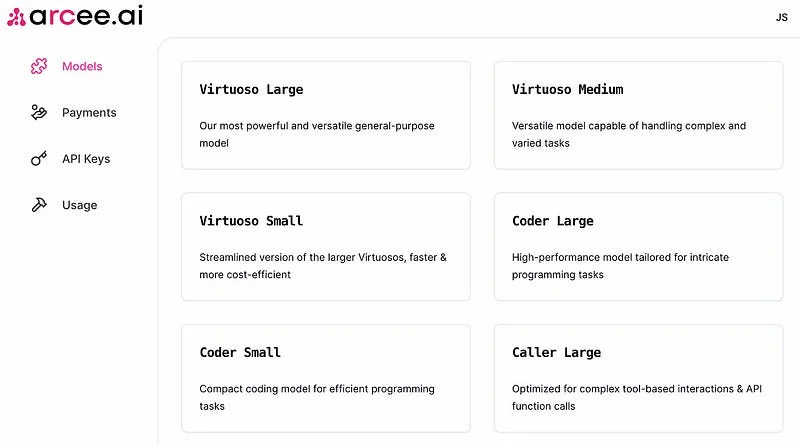 arcee.ai
JS
Models
Payments
API Keys
Usage
Virtuoso Large
Our most powerful and versatile general-purpose
model
Virtuoso Medium
Versatile model capable of handling complex and
varied tasks
Virtuoso Small
Streamlined version of the larger Virtuosos, faster &
more cost-efficient
Coder Large
High-performance model tailored for intricate
programming tasks
Coder Small
Compact coding model for efficient programming
tasks
Caller Large
Optimized for complex tool-based interactions & API
function calls